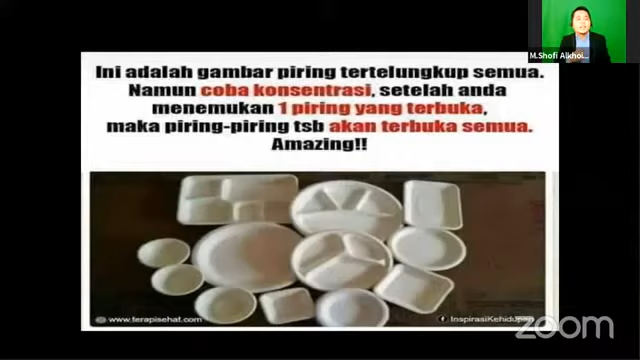 M.Shofi Alkhoi...
Ini adalah gambar piring tertelungkup semua.
Namun coba konsentrasi, setelah anda
menemukan 1 piring yang terbuka,
maka piring-piring tsb akan terbuka semua.
Amazing!!
www.terapisehat.com
InspirasiKehidupan
zoom